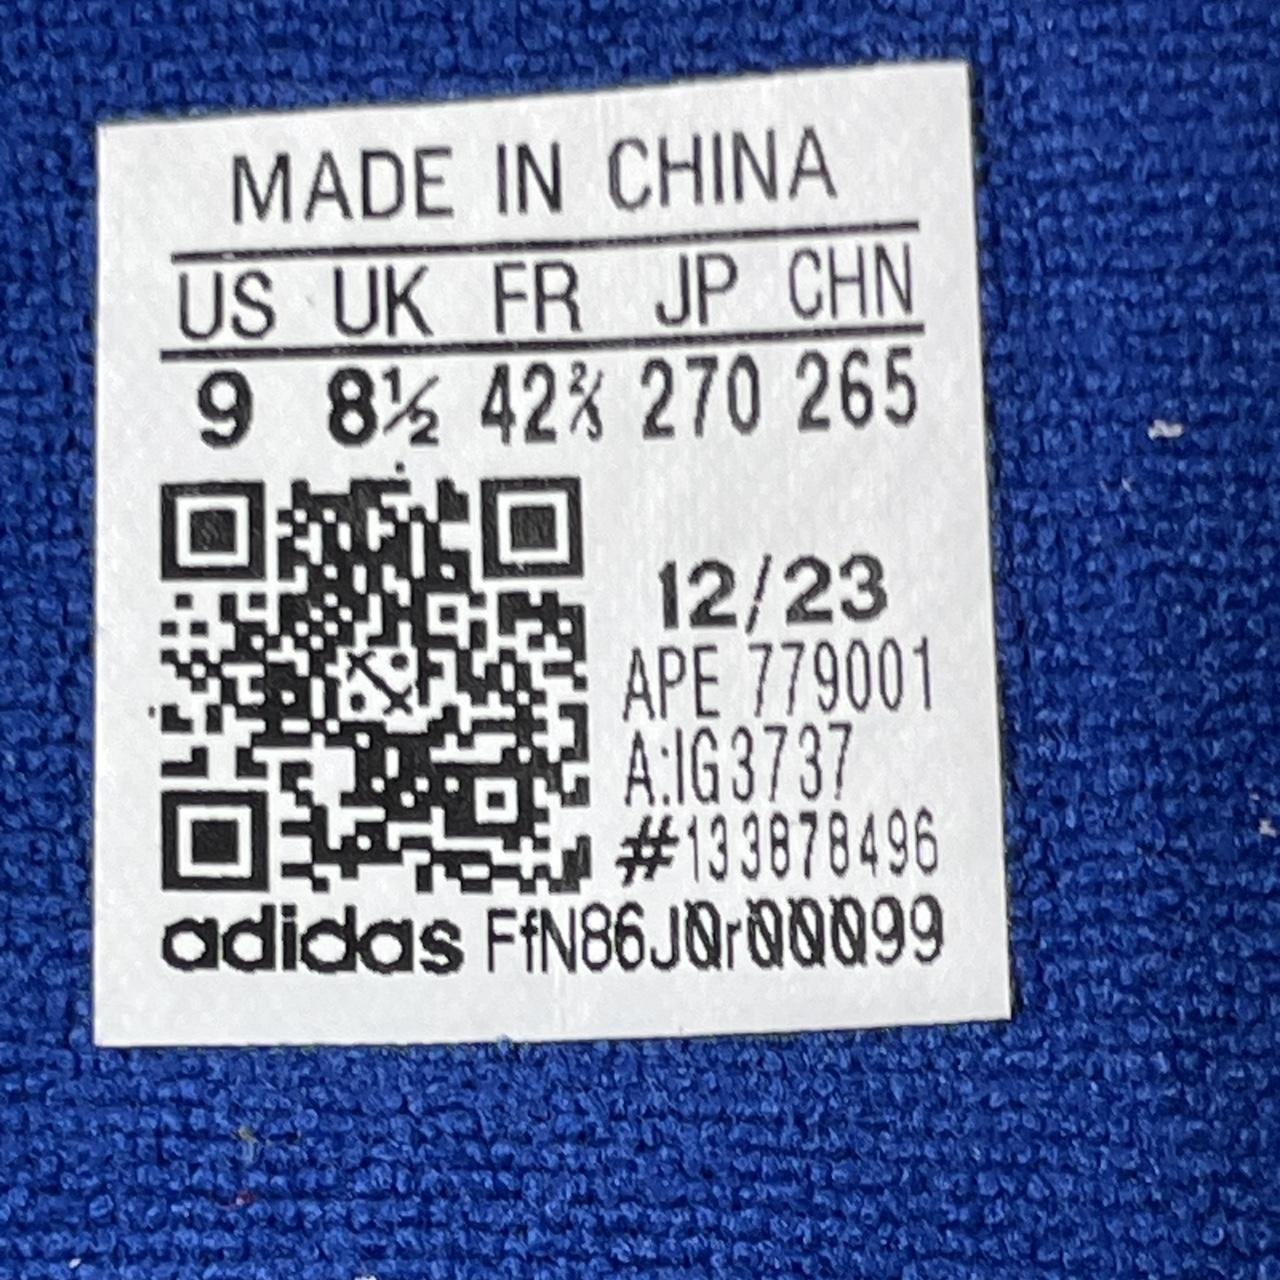 MADE IN CHINA
US UK FR JP CHN
9 8½ 42⅔ 270 265
12/23
APE 779001
A:IG3737
#133878496
adidas FfN86J0r000099